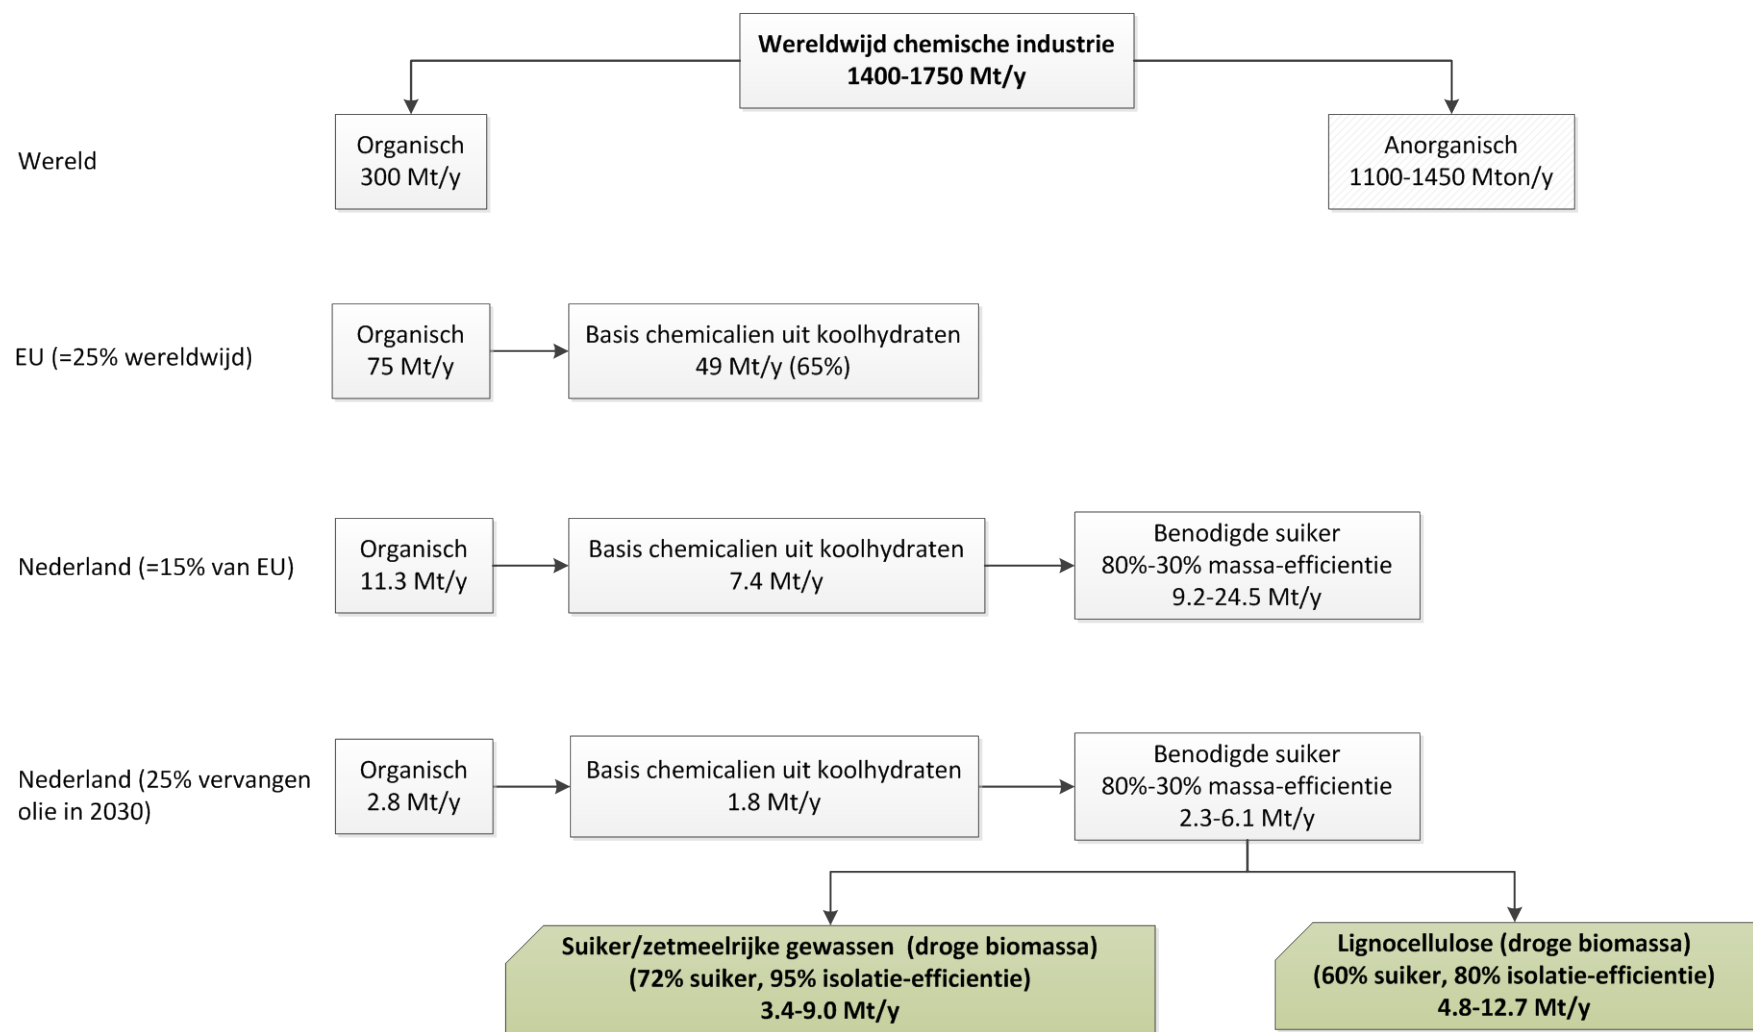 Wereldwijd chemische industrie
1400-1750 Mt/y
Wereld
Organisch
300 Mt/y
Anorganisch
1100-1450 Mton/y
EU (=25% wereldwijd)
Organisch
75 Mt/y
Basis chemicalien uit koolhydraten
49 Mt/y (65%)
Nederland (=15% van EU)
Organisch
11.3 Mt/y
Basis chemicalien uit koolhydraten
7.4 Mt/y
Benodigde suiker
80%-30% massa-efficientie
9.2-24.5 Mt/y
Nederland (25% vervangen
olie in 2030)
Organisch
2.8 Mt/y
Basis chemicalien uit koolhydraten
1.8 Mt/y
Benodigde suiker
80%-30% massa-efficientie
2.3-6.1 Mt/y
Suiker/zetmeelrijke gewassen (droge biomassa)
(72% suiker, 95% isolatie-efficientie)
3.4-9.0 Mt/y
Lignocellulose (droge biomassa)
(60% suiker, 80% isolatie-efficientie)
4.8-12.7 Mt/y